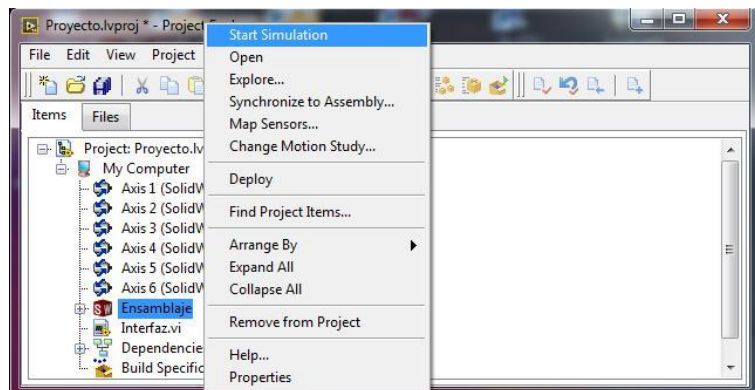 Proyecto.lvproj * - Project
File Edit View Project
Items Files
Project: Proyecto.lv
My Computer
Axis 1 (SolidW
Axis 2 (SolidW
Axis 3 (SolidW
Axis 4 (SolidW
Axis 5 (SolidW
Axis 6 (SolidW
Ensamblaje
Interfaz.vi
Dependencie
Build Specific
Start Simulation
Open
Explore...
Synchronize to Assembly...
Map Sensors...
Change Motion Study...
Deploy
Find Project Items...
Arrange By
Expand All
Collapse All
Remove from Project
Help...
Properties